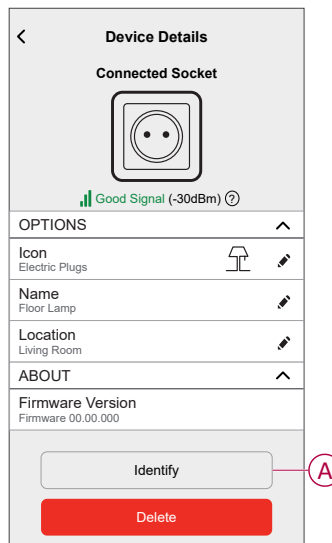 Device Details
Connected Socket
Good Signal (-30dBm) ?
OPTIONS
Icon
Electric Plugs
Name
Floor Lamp
Location
Living Room
ABOUT
Firmware Version
Firmware 00.00.000
Identify
A
Delete